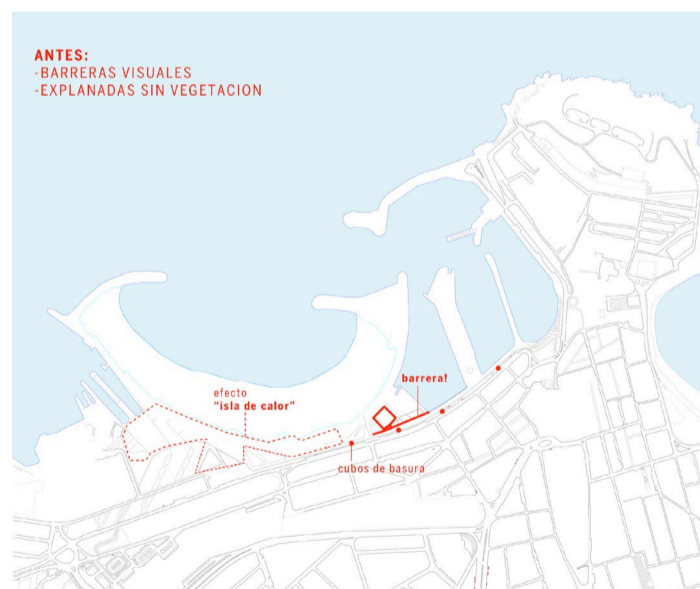 ANTES:
-BARRERAS VISUALES
-EXPLANADAS SIN VEGETACION
barrera!
efecto
"isla de calor"
cubos de basura